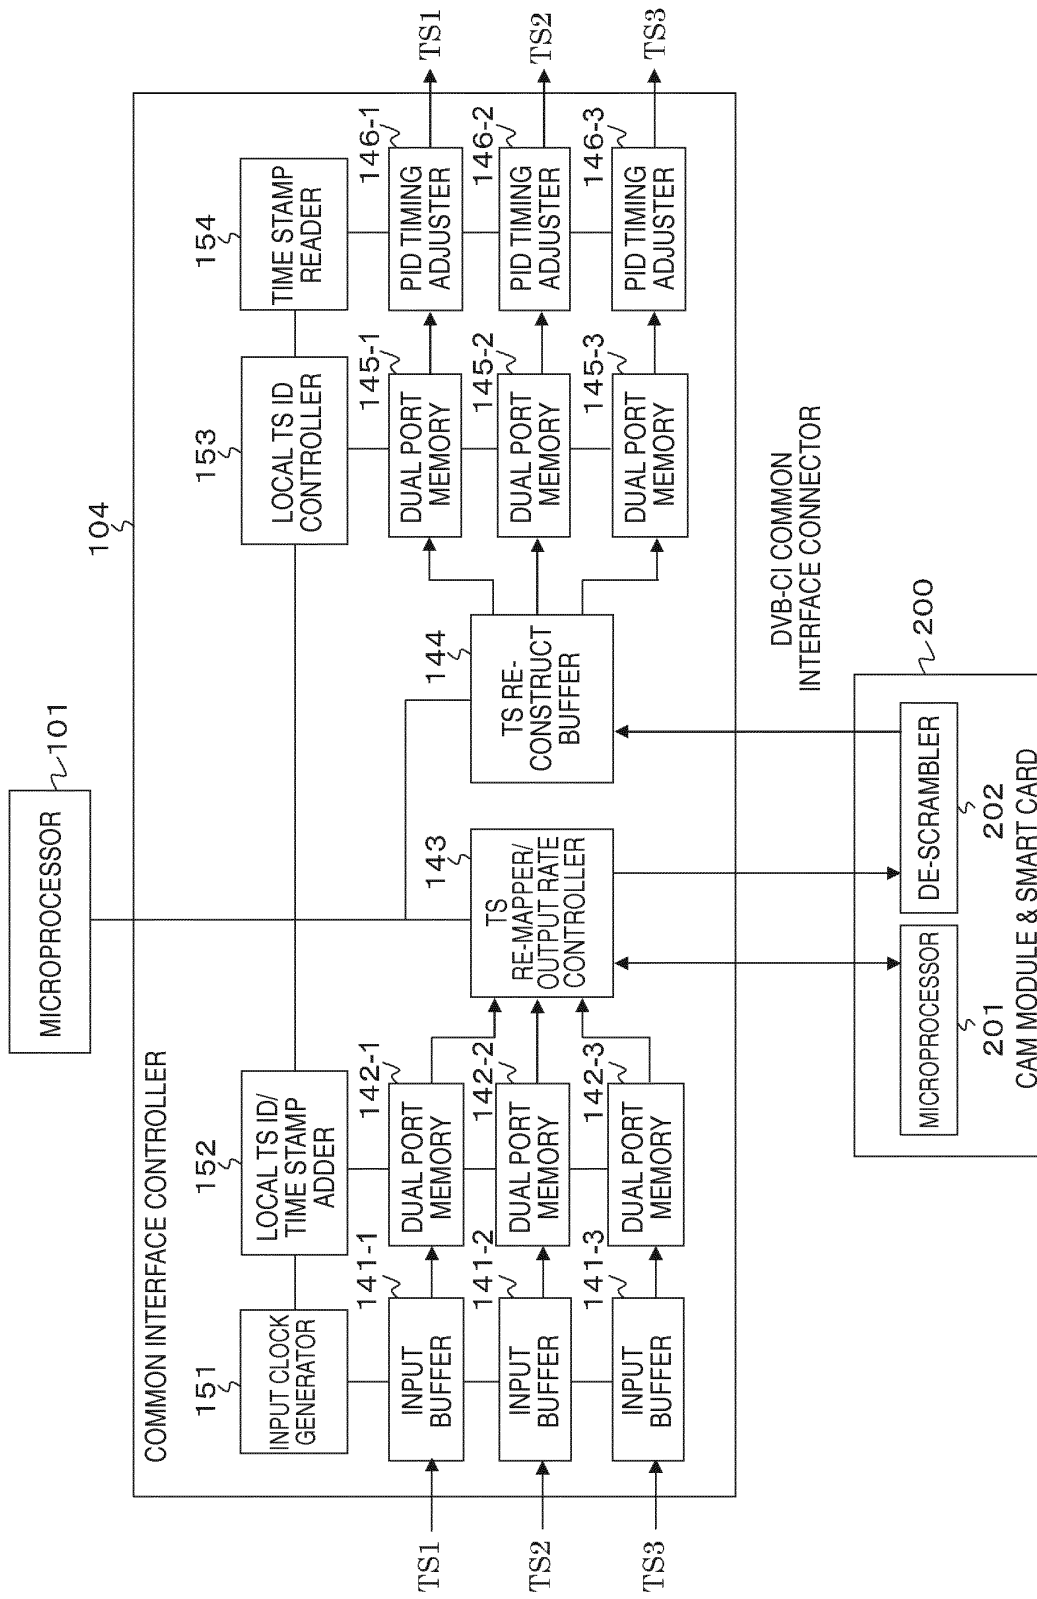 MICROPROCESSOR
101
COMMON INTERFACE CONTROLLER
104
151
INPUT CLOCK
GENERATOR
152
LOCAL TS ID/
TIME STAMP
ADDER
153
LOCAL TS ID
CONTROLLER
154
TIME STAMP
READER
TS1
141-1
INPUT
BUFFER
142-1
DUAL PORT
MEMORY
145-1
DUAL PORT
MEMORY
146-1
PID TIMING
ADJUSTER
TS1
TS2
141-2
INPUT
BUFFER
142-2
DUAL PORT
MEMORY
143
TS
RE-MAPPER/
OUTPUT RATE
CONTROLLER
144
TS RE-
CONSTRUCT
BUFFER
145-2
DUAL PORT
MEMORY
146-2
PID TIMING
ADJUSTER
TS2
TS3
141-3
INPUT
BUFFER
142-3
DUAL PORT
MEMORY
145-3
DUAL PORT
MEMORY
146-3
PID TIMING
ADJUSTER
TS3
DVB-CI COMMON
INTERFACE CONNECTOR
200
MICROPROCESSOR
201
DE-SCRAMBLER
202
CAM MODULE & SMART CARD